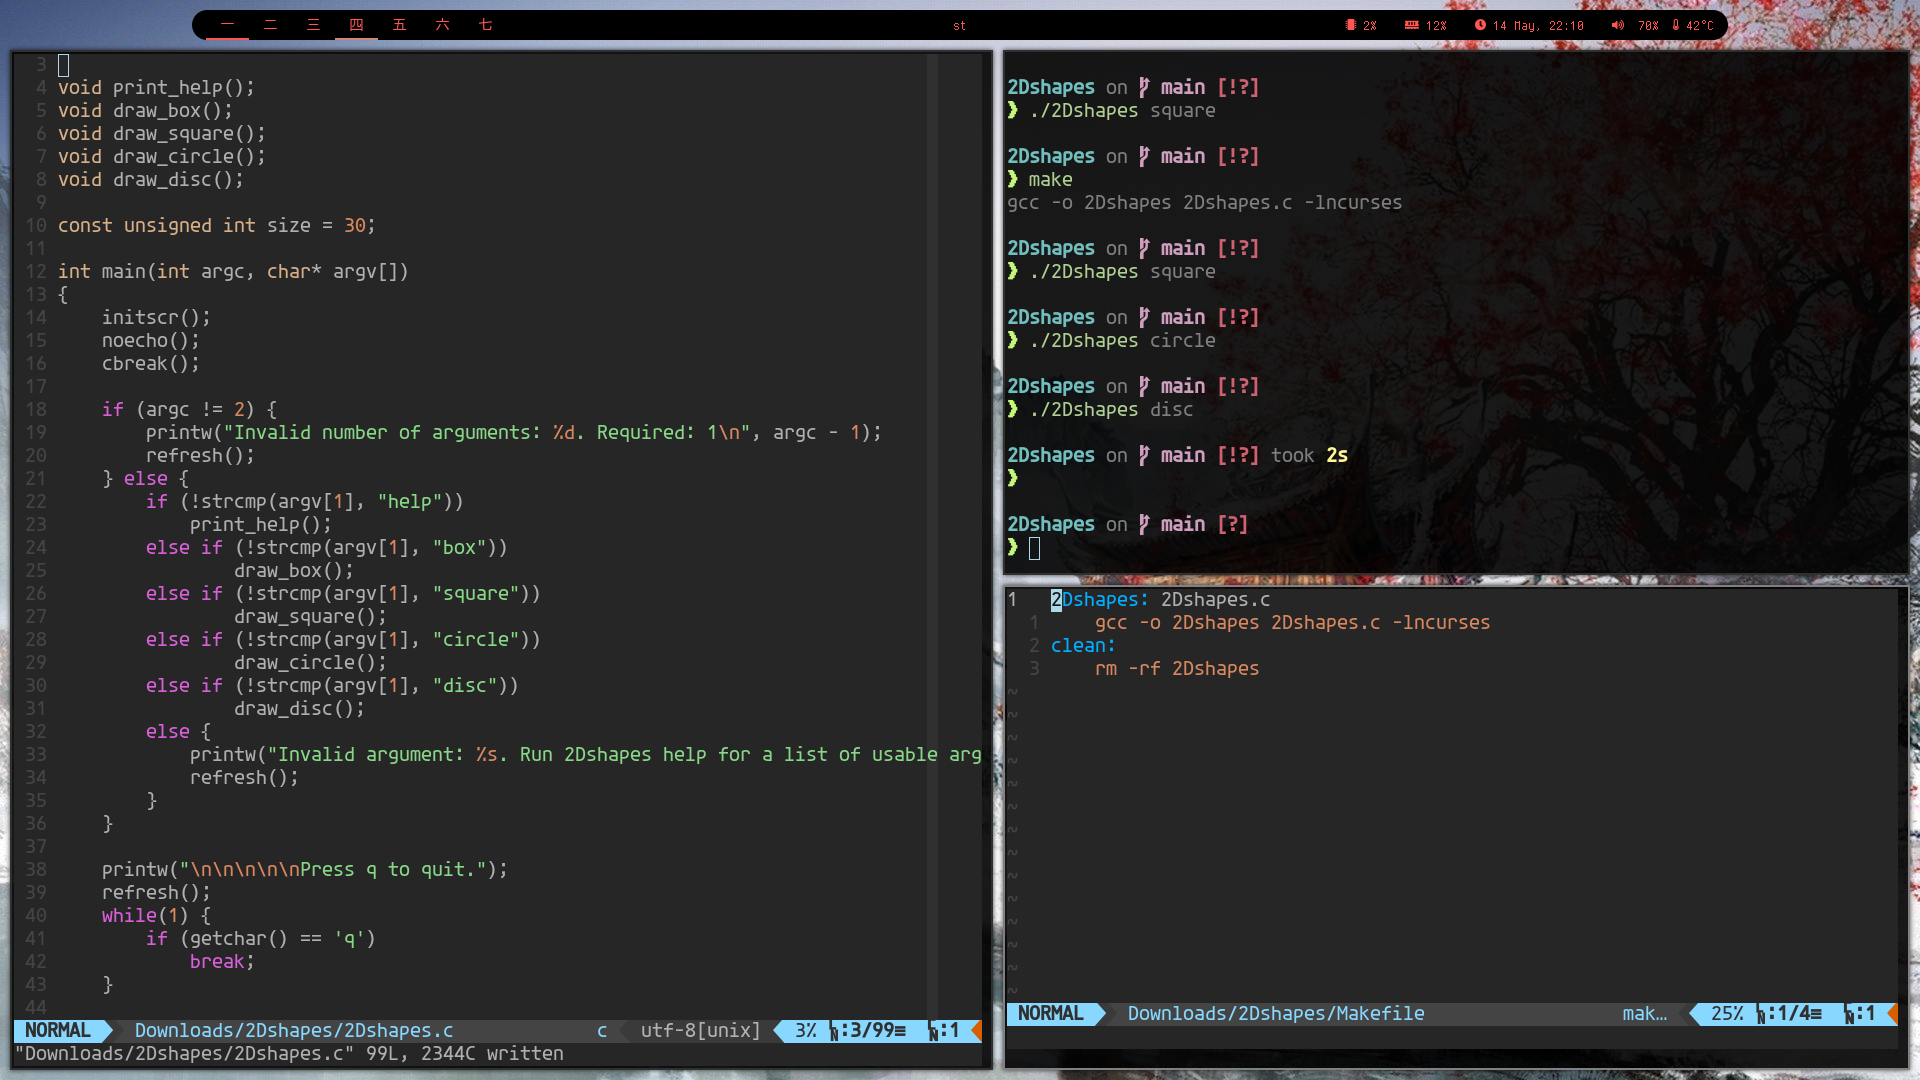 一 二 三 四 五 六 七
st
2% 12% 14 May, 22:10 70% 42°C
3
4 void print_help();
5 void draw_box();
6 void draw_square();
7 void draw_circle();
8 void draw_disc();
9
10 const unsigned int size = 30;
11
12 int main(int argc, char* argv[])
13 {
14     initscr();
15     noecho();
16     cbreak();
17
18     if (argc != 2) {
19         printw("Invalid number of arguments: %d. Required: 1\n", argc - 1);
20         refresh();
21     } else {
22         if (!strcmp(argv[1], "help"))
23             print_help();
24         else if (!strcmp(argv[1], "box"))
25                 draw_box();
26         else if (!strcmp(argv[1], "square"))
27                 draw_square();
28         else if (!strcmp(argv[1], "circle"))
29                 draw_circle();
30         else if (!strcmp(argv[1], "disc"))
31                 draw_disc();
32         else {
33             printw("Invalid argument: %s. Run 2Dshapes help for a list of usable arg
34             refresh();
35         }
36     }
37
38     printw("\n\n\n\n\nPress q to quit.");
39     refresh();
40     while(1) {
41         if (getchar() == 'q')
42             break;
43     }
44
NORMAL Downloads/2Dshapes/2Dshapes.c c utf-8[unix] 3% :3/99≡ :1
"Downloads/2Dshapes/2Dshapes.c" 99L, 2344C written
2Dshapes on main [!?]
❯ ./2Dshapes square
2Dshapes on main [!?]
❯ make
gcc -o 2Dshapes 2Dshapes.c -lncurses
2Dshapes on main [!?]
❯ ./2Dshapes square
2Dshapes on main [!?]
❯ ./2Dshapes circle
2Dshapes on main [!?]
❯ ./2Dshapes disc
2Dshapes on main [!?] took 2s
❯
2Dshapes on main [?]
❯
1   2Dshapes: 2Dshapes.c
  1     gcc -o 2Dshapes 2Dshapes.c -lncurses
  2 clean:
  3     rm -rf 2Dshapes
~
~
~
~
~
~
~
~
~
~
~
~
~
~
NORMAL Downloads/2Dshapes/Makefile mak… 25% :1/4≡ :1